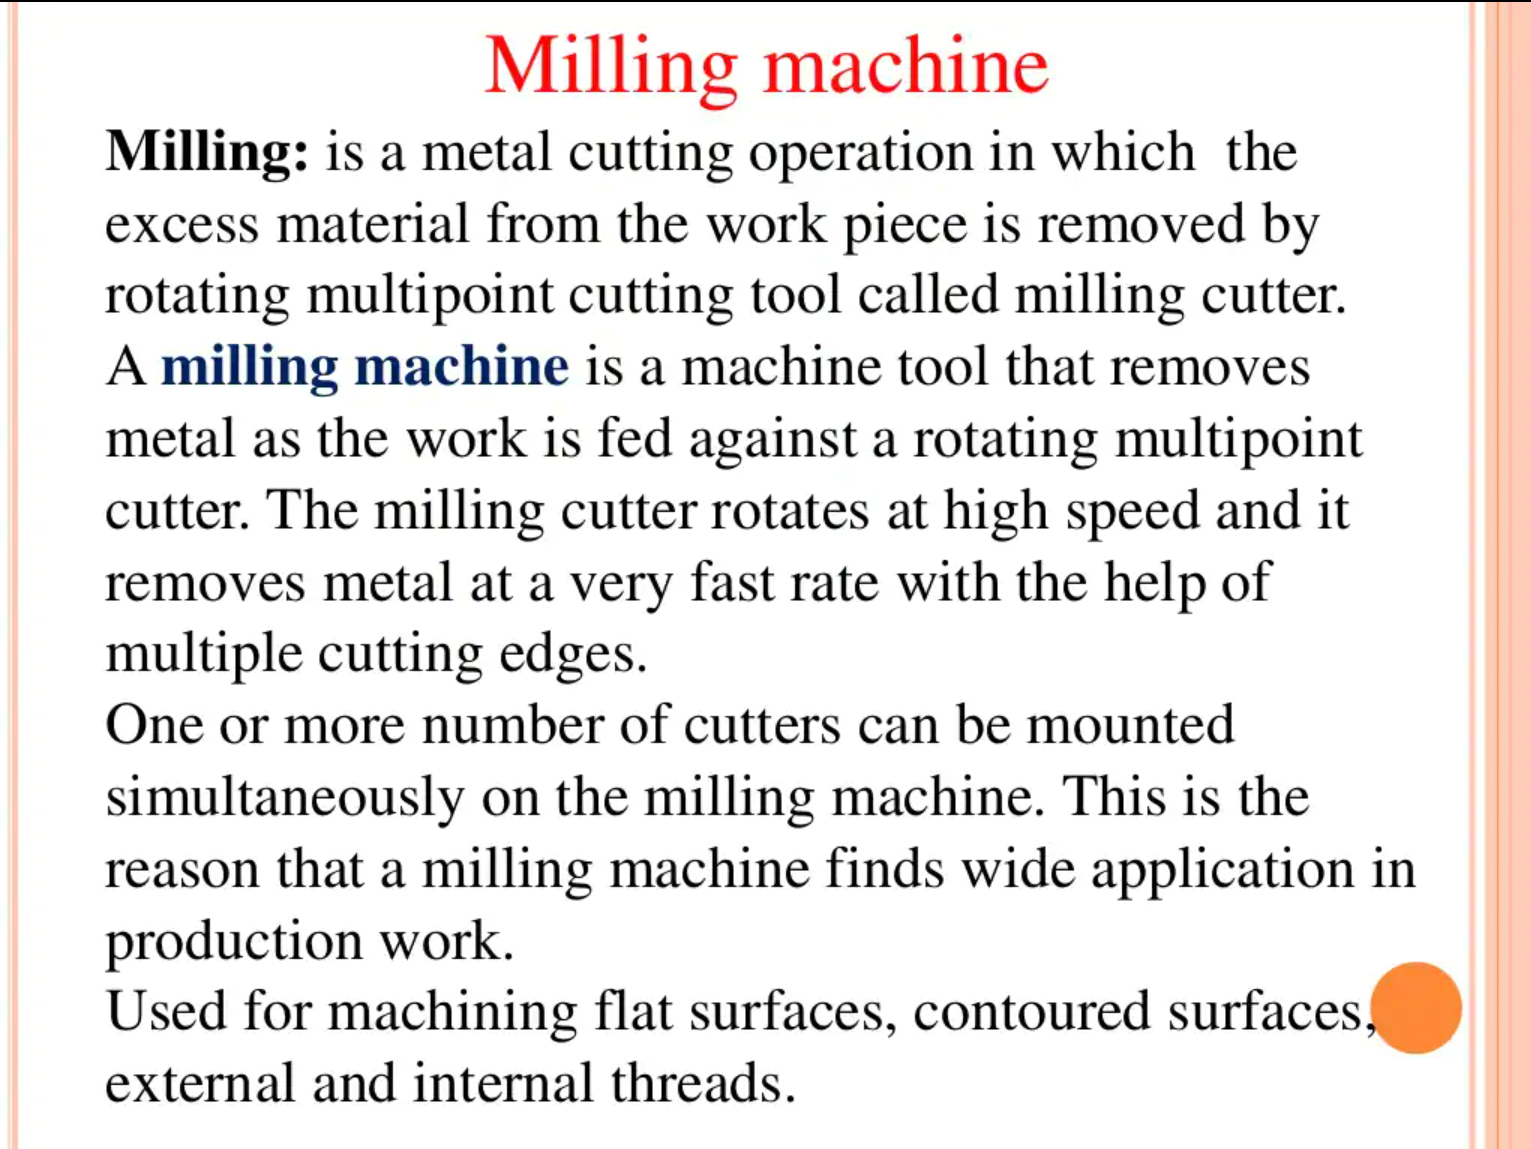 Milling machine
Milling: is a metal cutting operation in which  the
excess material from the work piece is removed by
rotating multipoint cutting tool called milling cutter.
A milling machine is a machine tool that removes
metal as the work is fed against a rotating multipoint
cutter. The milling cutter rotates at high speed and it
removes metal at a very fast rate with the help of
multiple cutting edges.
One or more number of cutters can be mounted
simultaneously on the milling machine. This is the
reason that a milling machine finds wide application in
production work.
Used for machining flat surfaces, contoured surfaces,
external and internal threads.